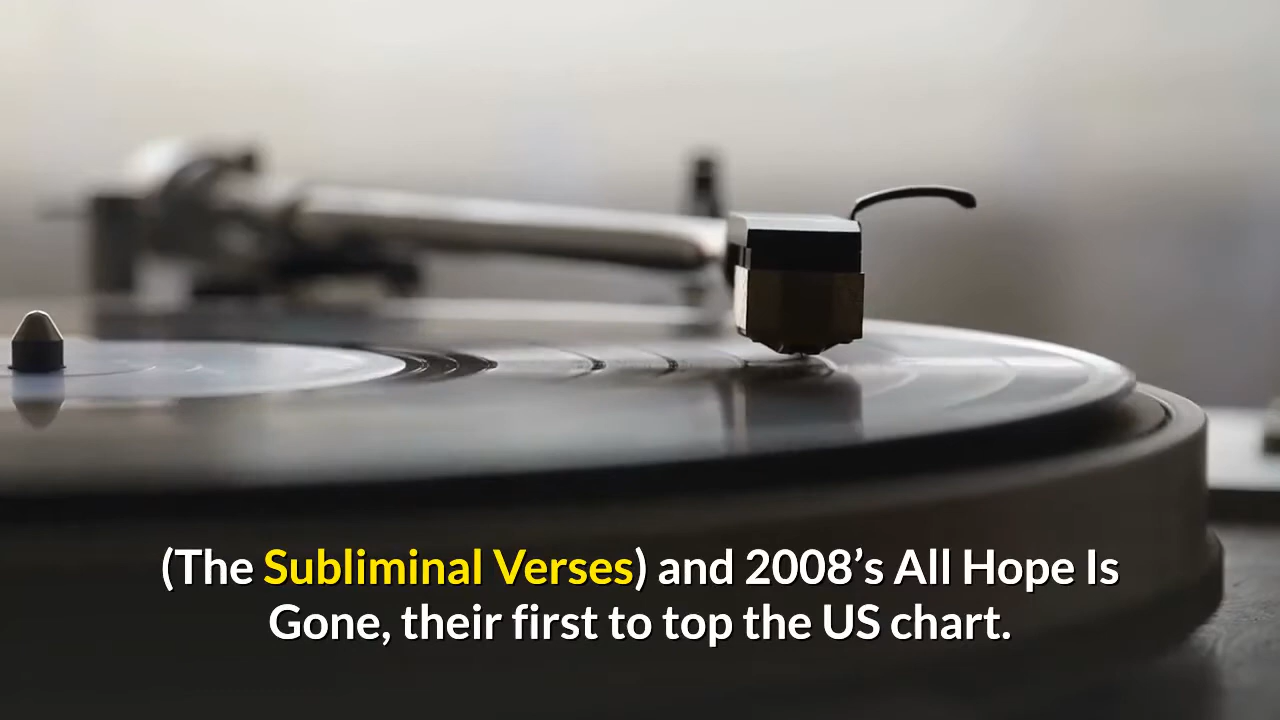 (The Subliminal Verses) and 2008’s All Hope Is
Gone, their first to top the US chart.